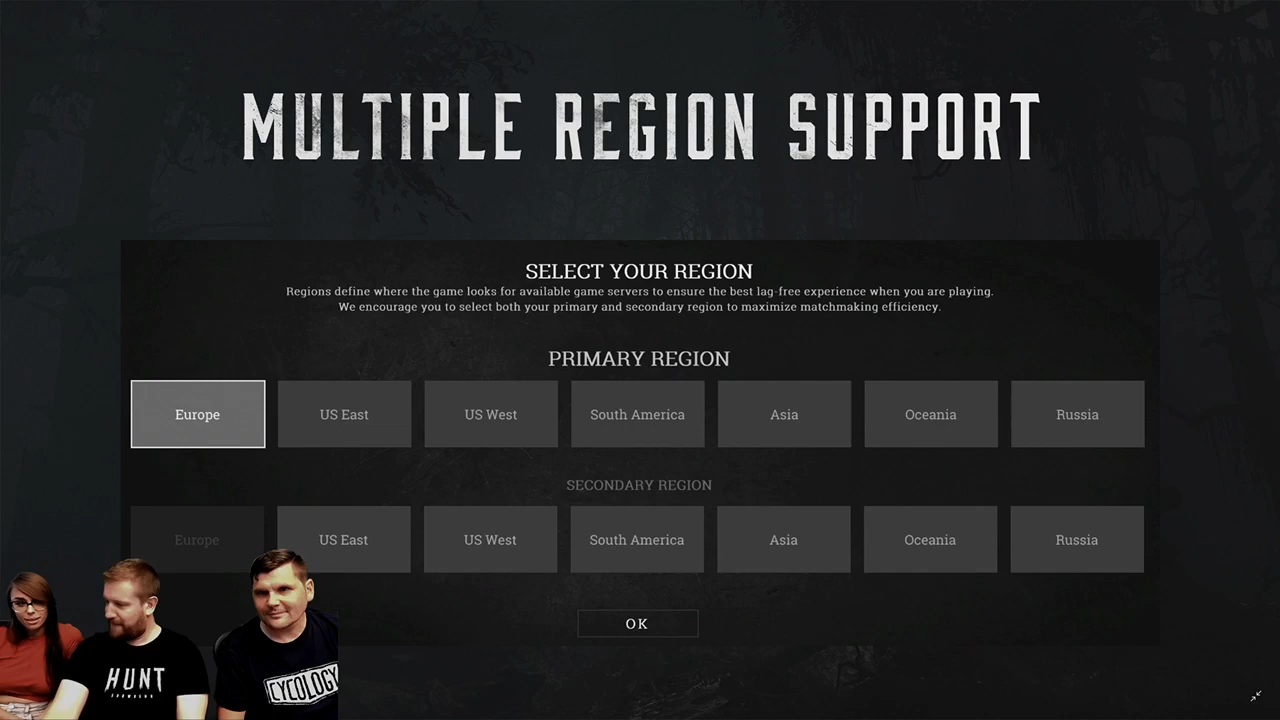 MULTIPLE REGION SUPPORT
SELECT YOUR REGION
Regions define where the game looks for available game servers to ensure the best lag-free experience when you are playing.
We encourage you to select both your primary and secondary region to maximize matchmaking efficiency.
PRIMARY REGION
Europe US East US West South America Asia Oceania Russia
SECONDARY REGION
Europe US East US West South America Asia Oceania Russia
OK
HUNT
SHOWDOWN
CYCOLOGY